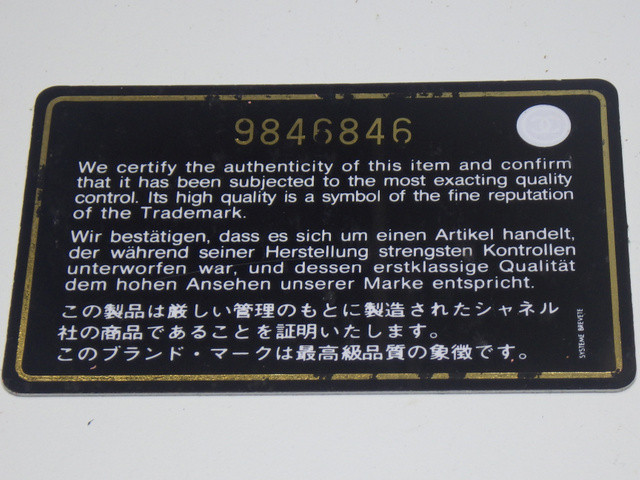 9846846
We certify the authenticity of this item and confirm
that it has been subjected to the most exacting quality
control. Its high quality is a symbol of the fine reputation
of the Trademark.
Wir bestätigen, dass es sich um einen Artikel handelt,
der während seiner Herstellung strengsten Kontrollen
unterworfen war, und dessen erstklassige Qualität
dem hohen Ansehen unserer Marke entspricht.
この製品は厳しい管理のもとに製造されたシャネル
社の商品であることを証明いたします。
このブランド・マークは最高級品質の象徴です。
SYSTEME BREVETE